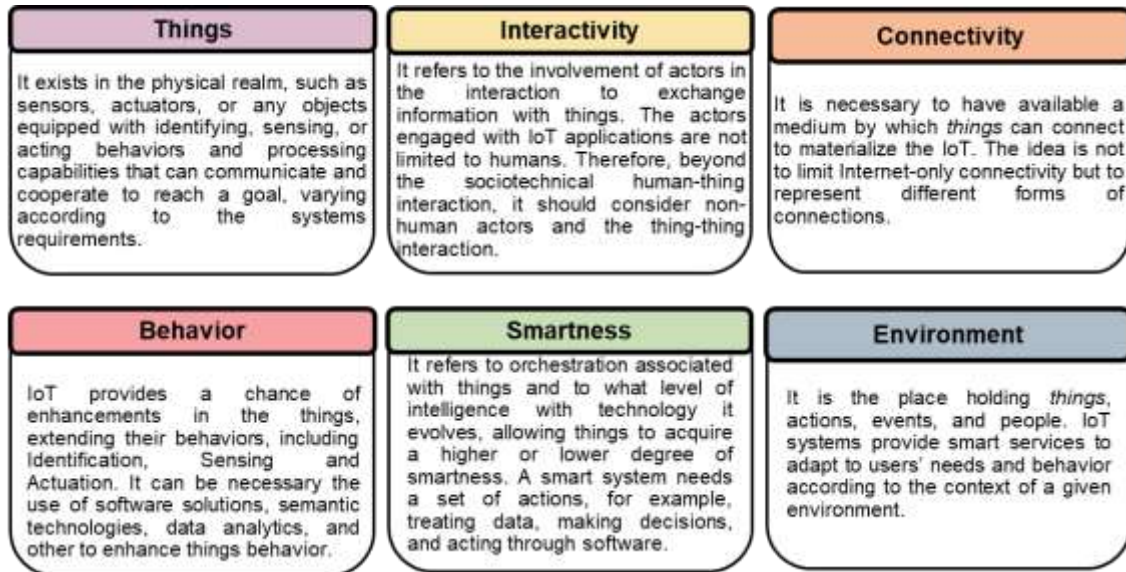 Things
It exists in the physical realm, such as
sensors, actuators, or any objects
equipped with identifying, sensing, or
acting behaviors and processing
capabilities that can communicate and
cooperate to reach a goal, varying
according to the systems
requirements.
Interactivity
It refers to the involvement of actors in
the interaction to exchange
information with things. The actors
engaged with IoT applications are not
limited to humans. Therefore, beyond
the sociotechnical human-thing
interaction, it should consider non-
human actors and the thing-thing
interaction.
Connectivity
It is necessary to have available a
medium by which things can connect
to materialize the IoT. The idea is not
to limit Internet-only connectivity but to
represent different forms of
connections.
Behavior
IoT provides a chance of
enhancements in the things,
extending their behaviors, including
Identification, Sensing and
Actuation. It can be necessary the
use of software solutions, semantic
technologies, data analytics, and
other to enhance things behavior.
Smartness
It refers to orchestration associated
with things and to what level of
intelligence with technology it
evolves, allowing things to acquire
a higher or lower degree of
smartness. A smart system needs
a set of actions, for example,
treating data, making decisions,
and acting through software.
Environment
It is the place holding things,
actions, events, and people. IoT
systems provide smart services to
adapt to users' needs and behavior
according to the context of a given
environment.